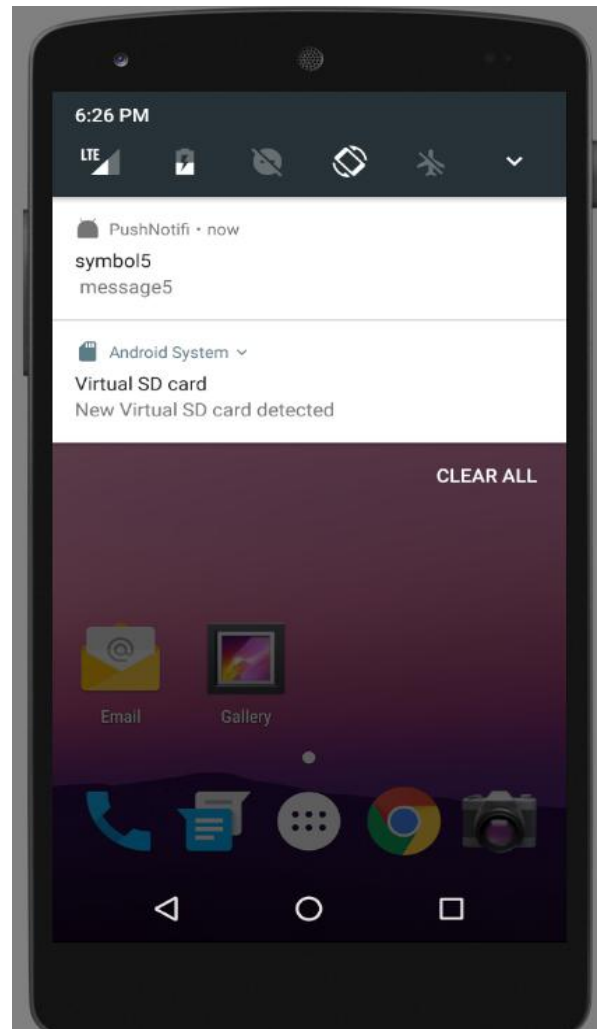 6:26 PM
LTE
PushNotifi • now
symbol5
message5
Android System
Virtual SD card
New Virtual SD card detected
CLEAR ALL
@
Email Gallery